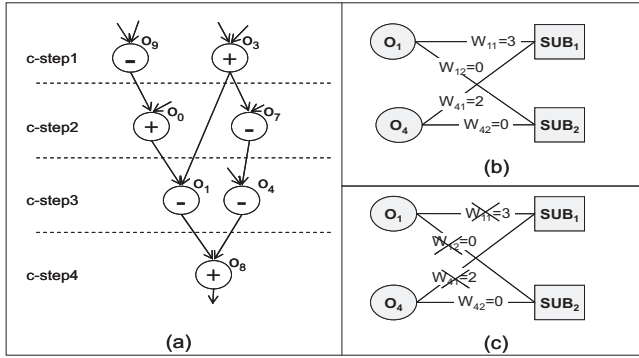 O9
O3
c-step1
-
+
O0
O7
c-step2
+
-
O1
O4
c-step3
-
-
O8
c-step4
+
(a)
O1
W11=3
SUB1
W12=0
W41=2
O4
W42=0
SUB2
(b)
O1
W11=3
SUB1
W12=0
W41=2
O4
W42=0
SUB2
(c)